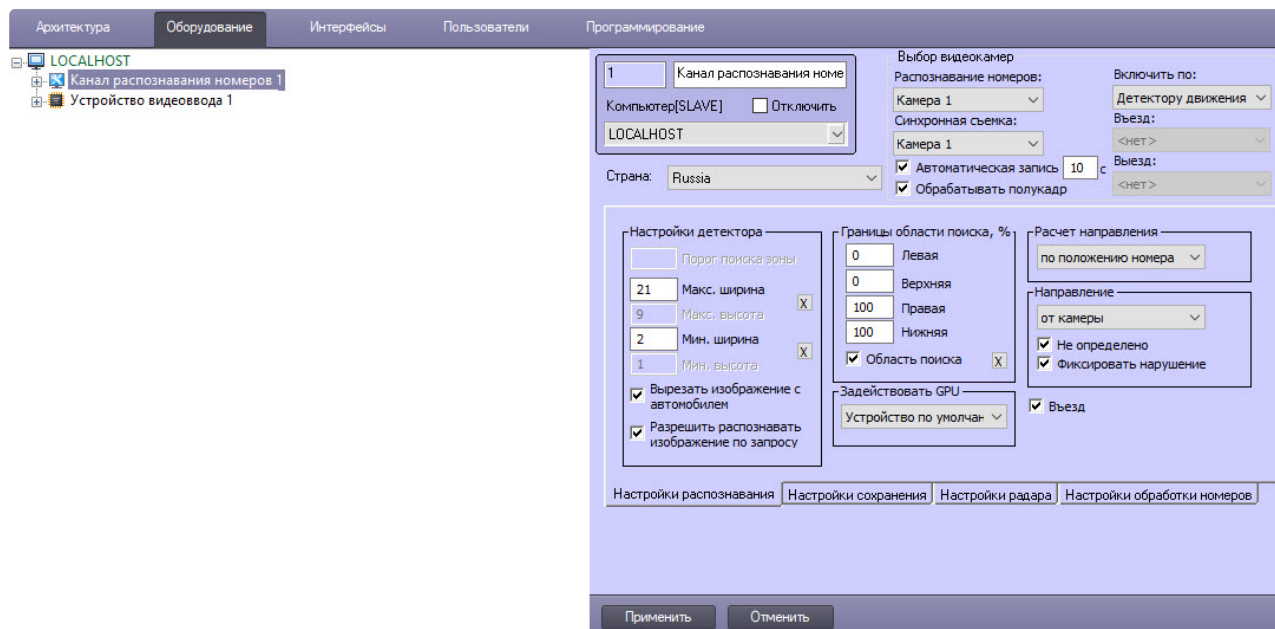 Архитектура Оборудование Интерфейсы Пользователи Программирование
LOCALHOST
Канал распознавания номеров 1
Устройство видеоввода 1
1 Канал распознавания номе
Компьютер[SLAVE] Отключить
LOCALHOST
Страна: Russia
Выбор видеокамер
Распознавание номеров:
Камера 1
Синхронная съемка:
Камера 1
Автоматическая запись 10 с
Обрабатывать полукадр
Включить по:
Детектору движения
Въезд:
<нет>
Выезд:
<нет>
Настройки детектора
Порог поиска зоны
21 Макс. ширина
X
9 Макс. высота
2 Мин. ширина
X
1 Мин. высота
Вырезать изображение с
автомобилем
Разрешить распознавать
изображение по запросу
Границы области поиска, %
0 Левая
0 Верхняя
100 Правая
100 Нижняя
Область поиска X
Задействовать GPU
Устройство по умолчан
Расчет направления
по положению номера
Направление
от камеры
Не определено
Фиксировать нарушение
Въезд
Настройки распознавания Настройки сохранения Настройки радара Настройки обработки номеров
Применить Отменить